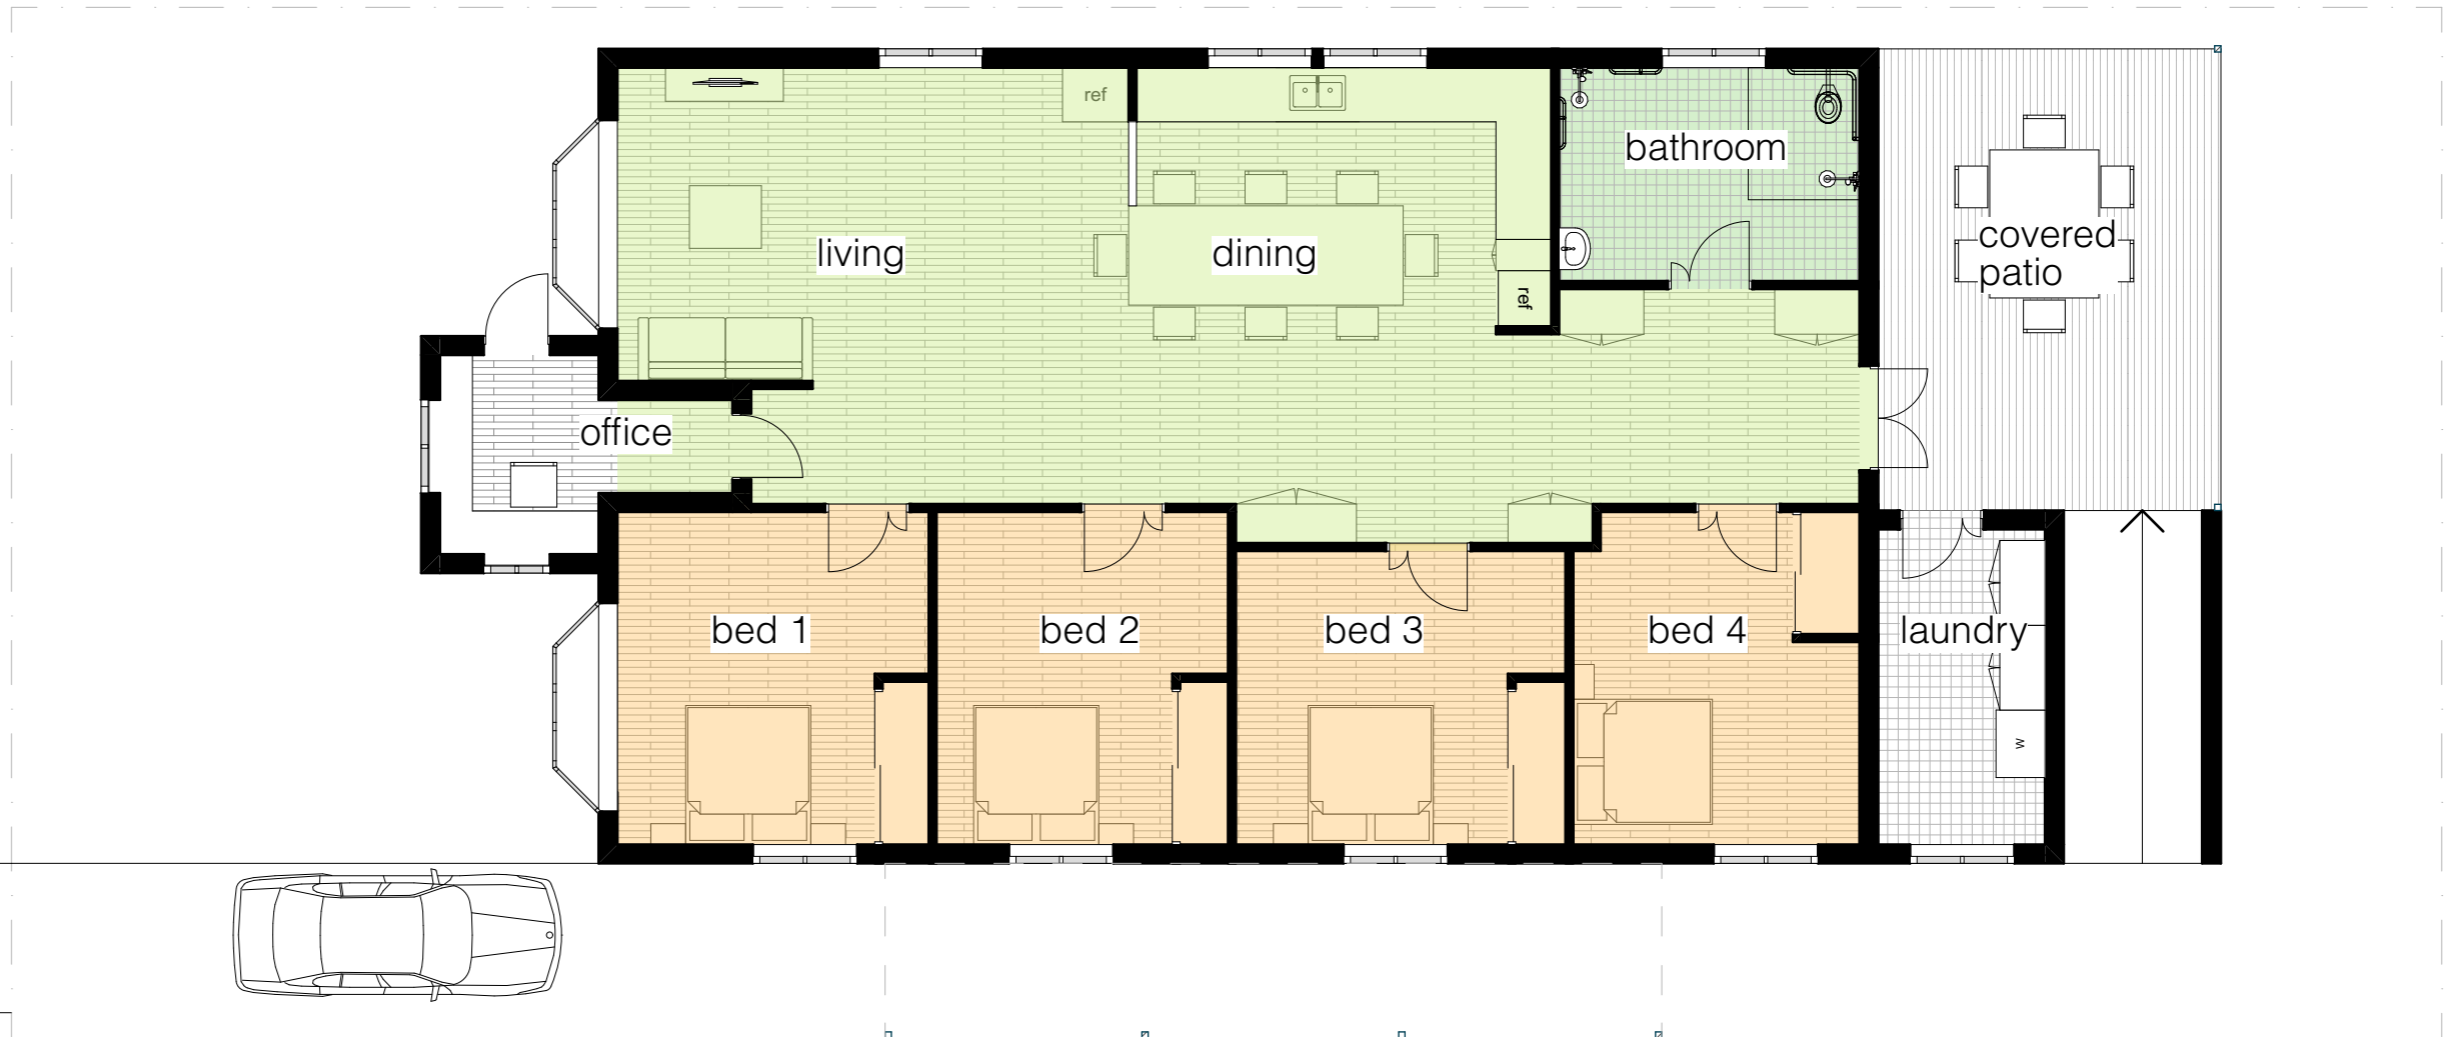 ref
bathroom
living
dining
covered
patio
ref
office
bed 1
bed 2
bed 3
bed 4
laundry
w